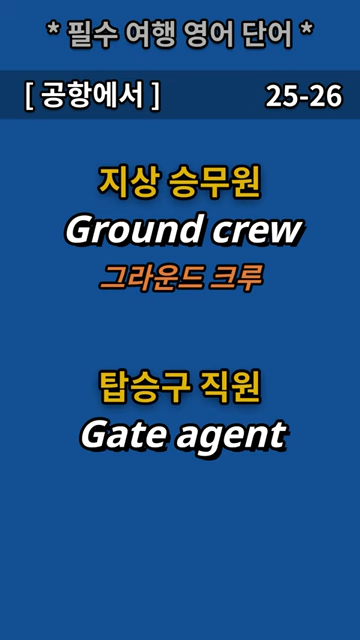 * 필수 여행 영어 단어 *
[ 공항에서 ] 25-26
지상 승무원
Ground crew
그라운드 크루
탑승구 직원
Gate agent